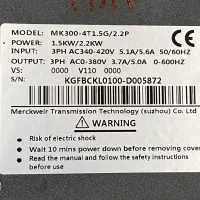 MODEL: MK300-4T1.5G/2.2P
POWER: 1.5KW/2.2KW
INPUT: 3PH AC340-420V 5.1A/5.6A 50/60HZ
OUTPUT: 3PH AC0-380V 3.7A/5.0A 0-600HZ
VS: 0000 V110 0000
S/N:
KGFBCKL0100-D005872
Merckweir Transmission Technology (suzhou) Co., Ltd.
WARNING
Risk of electric shock
Wait 10 mins power down before removing cover
Read the manual and follow the safety instructions
before use